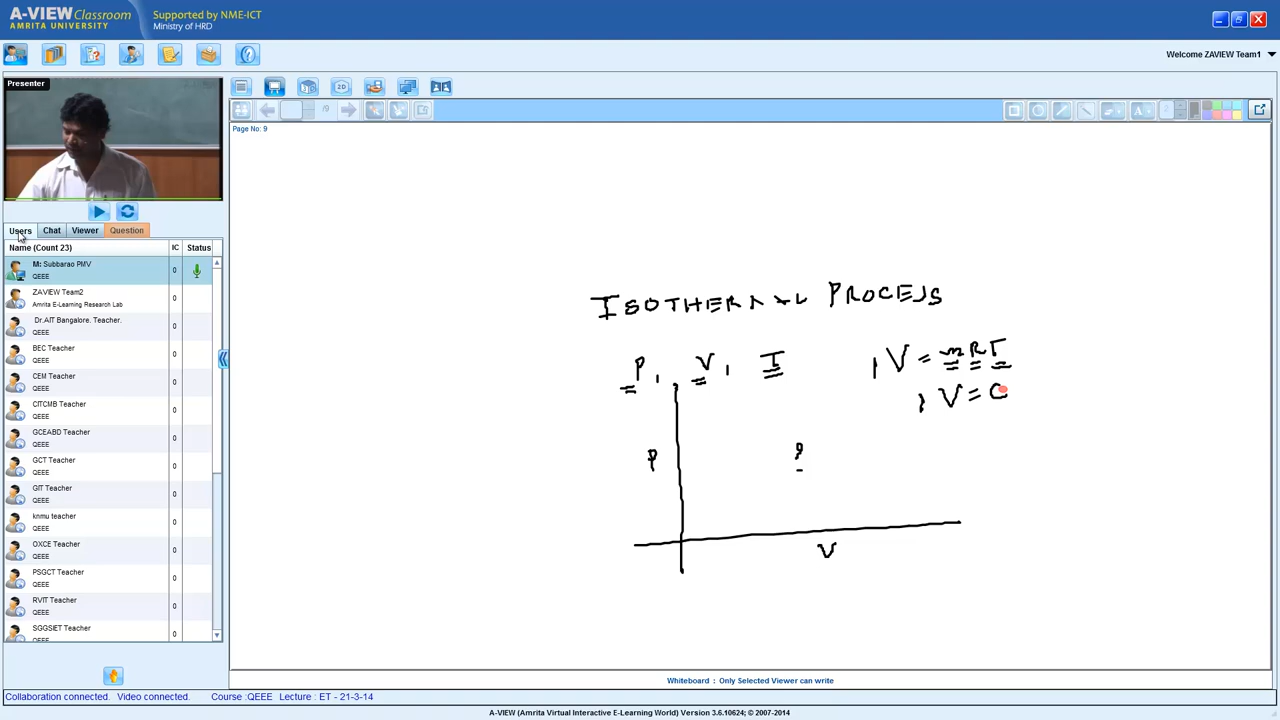 A-VIEW Classroom
AMRITA UNIVERSITY
Supported by NME-ICT
Ministry of HRD
Welcome ZAVIEW Team1
Presenter
Users Chat Viewer Question
Name (Count 23) IC Status
M: Subbarao PMV
QEEE 0
ZAVIEW Team2
Amrita E-Learning Research Lab 0
Dr.AIT Bangalore. Teacher.
QEEE 0
BEC Teacher
QEEE 0
CEM Teacher
QEEE 0
CITCMB Teacher
QEEE 0
GCEABD Teacher
QEEE 0
GCT Teacher
QEEE 0
GIT Teacher
QEEE 0
knmu teacher
QEEE 0
OXCE Teacher
QEEE 0
PSGCT Teacher
QEEE 0
RVIT Teacher
QEEE 0
SGGSIET Teacher
QEEE 0
2D
/9
A
2
Page No: 9
ISOTHERMAL PROCESS
P, V, T
pV = mRT
pV = C
P
?
V
Whiteboard : Only Selected Viewer can write
Collaboration connected. Video connected. Course :QEEE Lecture : ET - 21-3-14
A-VIEW (Amrita Virtual Interactive E-Learning World) Version 3.6.10624; © 2007-2014